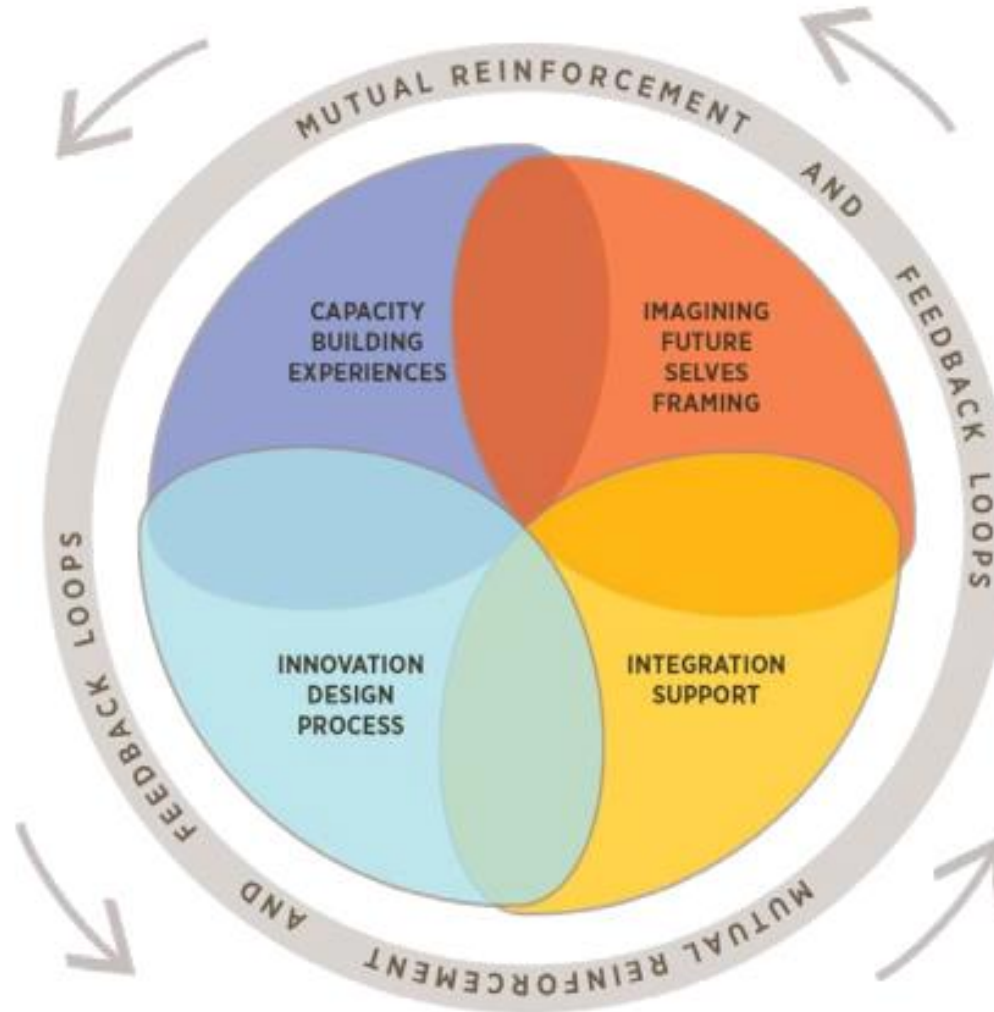 MUTUAL REINFORCEMENT AND FEEDBACK LOOPS
CAPACITY
BUILDING
EXPERIENCES
IMAGINING
FUTURE
SELVES
FRAMING
INNOVATION
DESIGN
PROCESS
INTEGRATION
SUPPORT
MUTUAL REINFORCEMENT AND FEEDBACK LOOPS